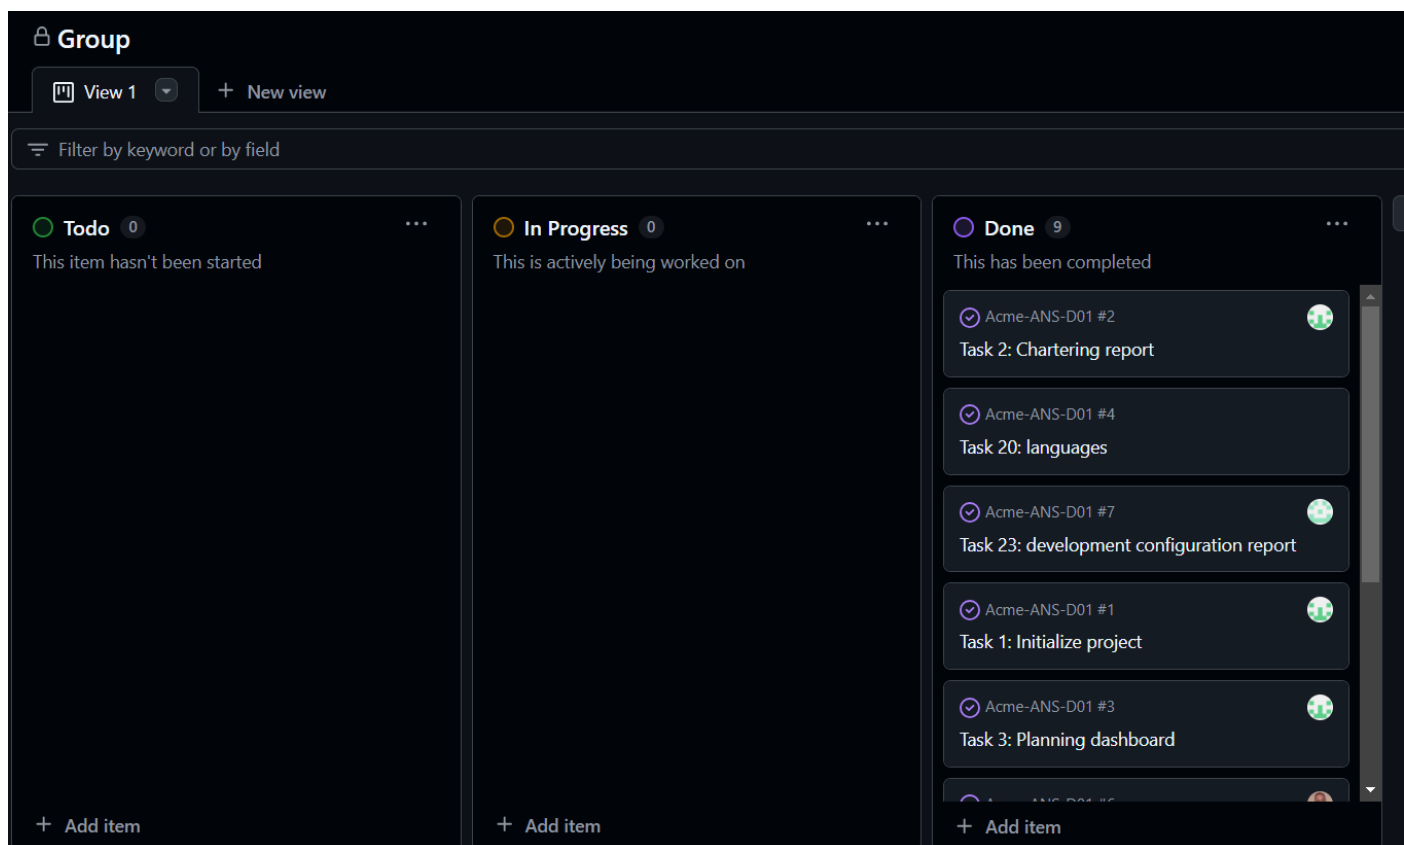 Group
View 1
New view
Filter by keyword or by field
Todo 0
This item hasn't been started
Add item
In Progress 0
This is actively being worked on
Add item
Done 9
This has been completed
Acme-ANS-D01 #2
Task 2: Chartering report
Acme-ANS-D01 #4
Task 20: languages
Acme-ANS-D01 #7
Task 23: development configuration report
Acme-ANS-D01 #1
Task 1: Initialize project
Acme-ANS-D01 #3
Task 3: Planning dashboard
Add item